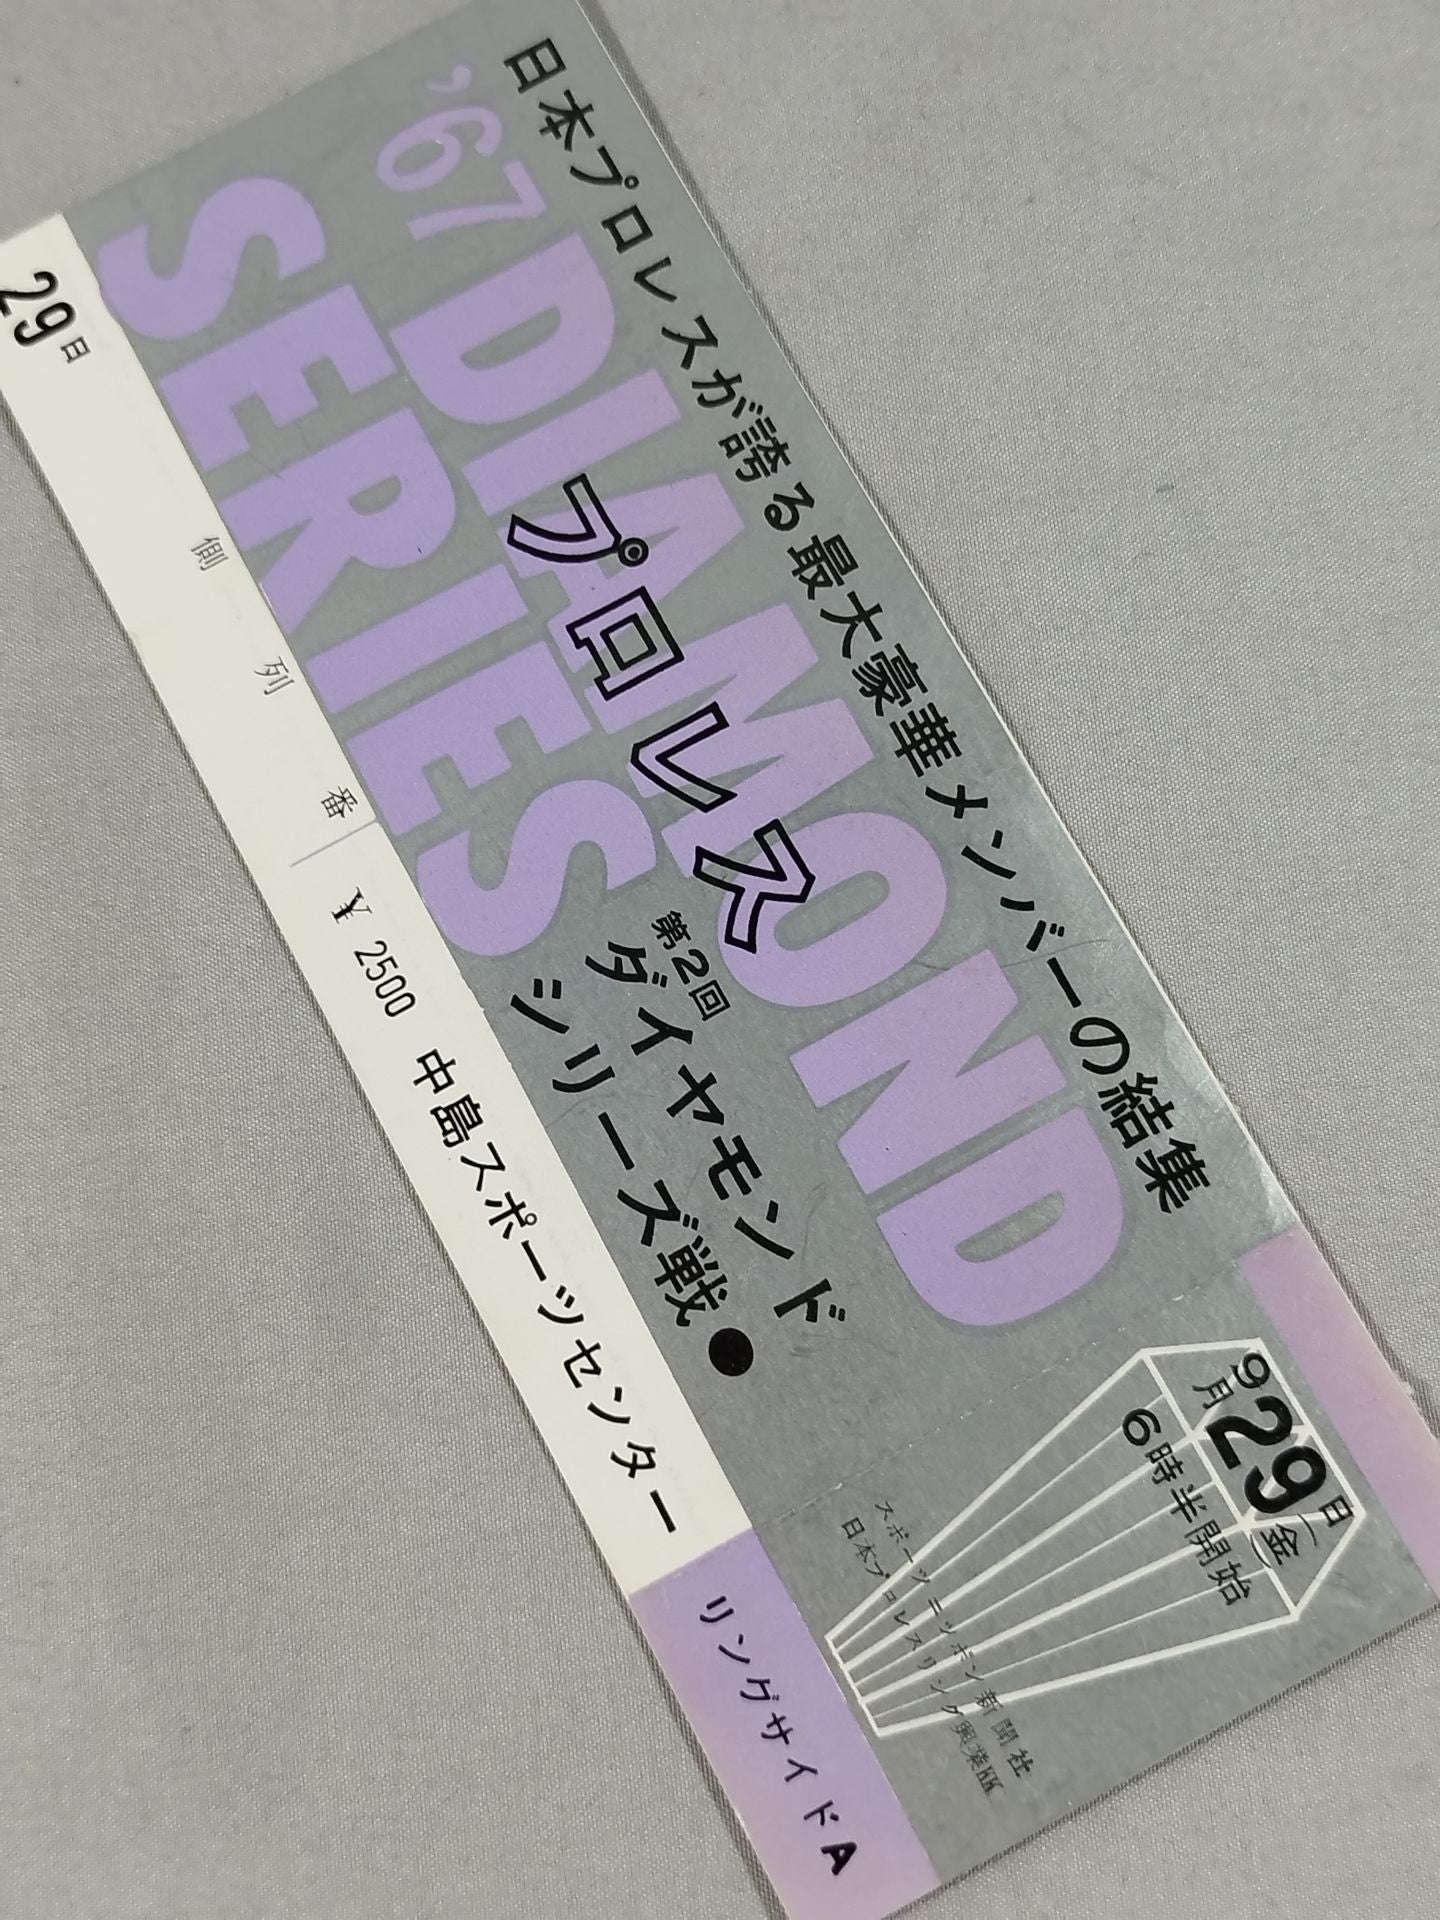 日本プロレスが誇る最大豪華メンバーの結集
'67 DIAMOND
SERIES
プロレス
第2回
ダイヤモンド
シリーズ戦●
9月29日(金)
6時半開始
スポーツニッポン新聞社
日本プロレスリング興業KK
29日
側 列 番
¥2500 中島スポーツセンター
リングサイドA